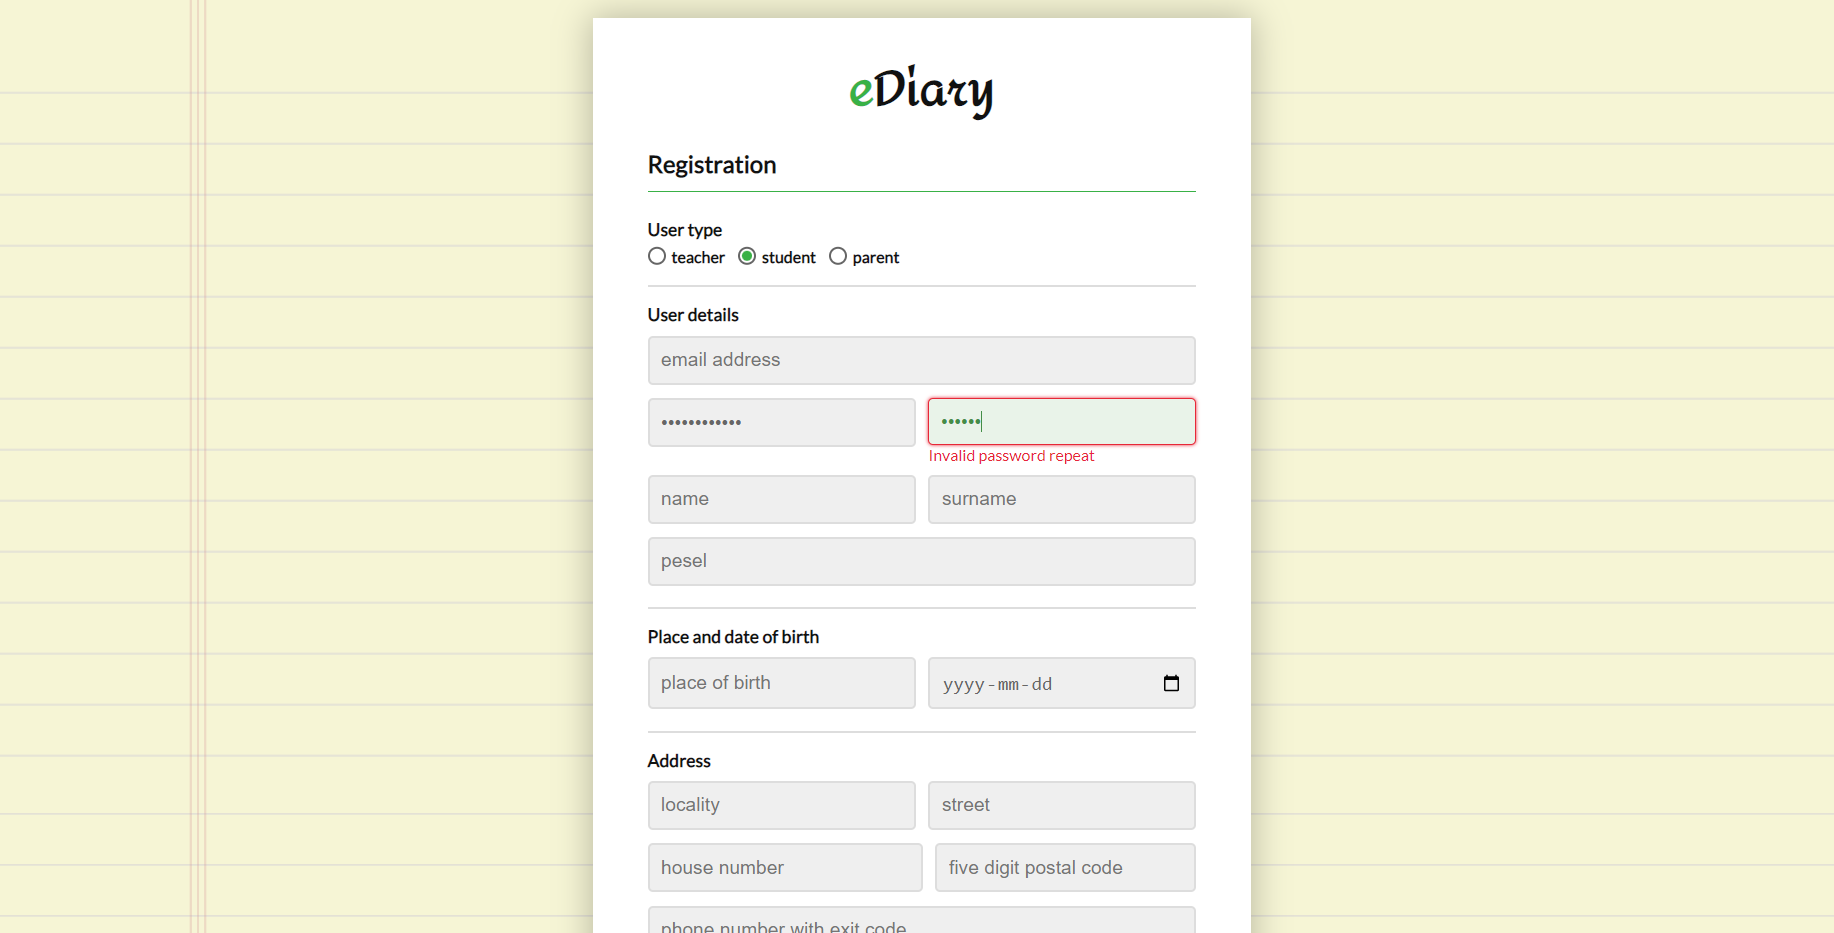 eDiary
Registration
User type
teacher student parent
User details
email address
•••••••••••• ••••••
Invalid password repeat
name surname
pesel
Place and date of birth
place of birth yyyy-mm-dd
Address
locality street
house number five digit postal code
phone number with exit code